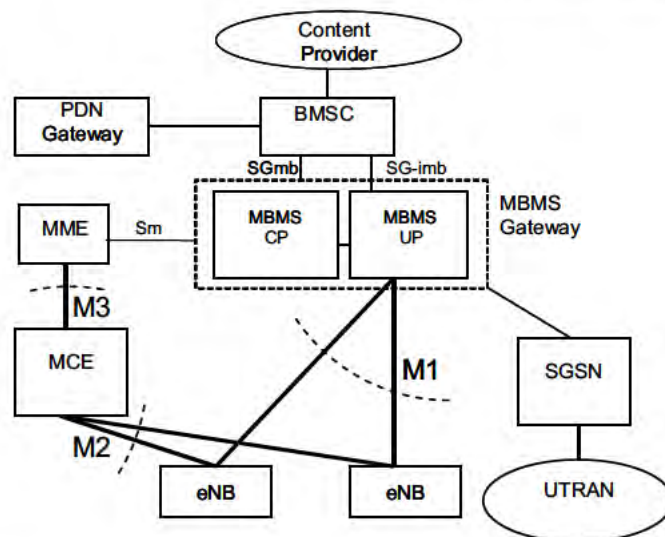 Content
Provider
PDN
Gateway
BMSC
SGmb
SG-imb
MBMS
CP
MBMS
UP
MBMS
Gateway
MME
Sm
M3
MCE
M1
SGSN
M2
eNB
eNB
UTRAN